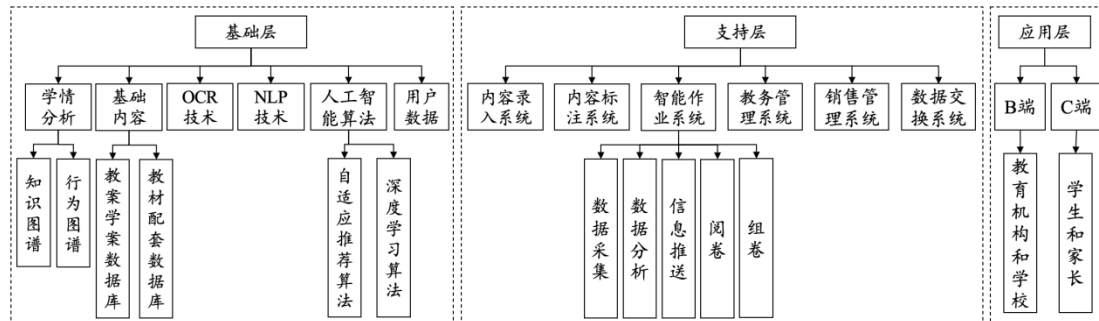 基础层
支持层
应用层
学情
分析
基础
内容
OCR
技术
NLP
技术
人工智
能算法
用户
数据
内容录
入系统
内容标
注系统
智能作
业系统
教务管
理系统
销售管
理系统
数据交
换系统
B端
C端
知识图谱
行为图谱
教案学案数据库
教材配套数据库
自适应推荐算法
深度学习算法
数据采集
数据分析
信息推送
阅卷
组卷
教育机构和学校
学生和家长